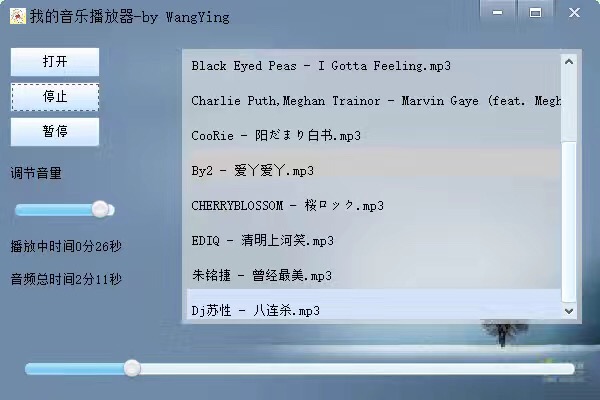 我的音乐播放器-by WangYing
打开
停止
暂停
调节音量
播放中时间0分26秒
音频总时间2分11秒
Black Eyed Peas - I Gotta Feeling.mp3
Charlie Puth,Meghan Trainor - Marvin Gaye (feat. Megh
CooRie - 阳だまり白书.mp3
By2 - 爱丫爱丫.mp3
CHERRYBLOSSOM - 桜ロック.mp3
EDIQ - 清明上河笑.mp3
朱铭捷 - 曾经最美.mp3
Dj苏性 - 八连杀.mp3